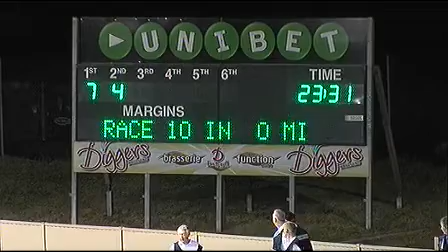 UNIBET
1ST 2ND 3RD 4TH 5TH 6TH TIME
7 4 23:31
MARGINS
RACE 10 IN 0 MI
Diggers brasserie function Diggers